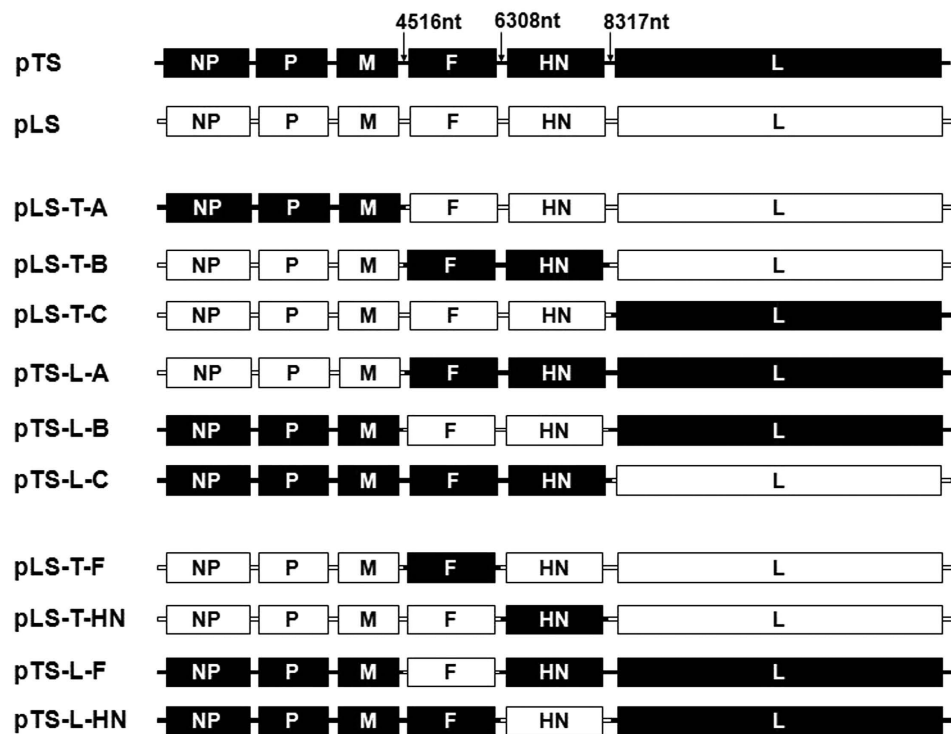 4516nt 6308nt 8317nt
pTS NP P M F HN L
pLS NP P M F HN L
pLS-T-A NP P M F HN L
pLS-T-B NP P M F HN L
pLS-T-C NP P M F HN L
pTS-L-A NP P M F HN L
pTS-L-B NP P M F HN L
pTS-L-C NP P M F HN L
pLS-T-F NP P M F HN L
pLS-T-HN NP P M F HN L
pTS-L-F NP P M F HN L
pTS-L-HN NP P M F HN L